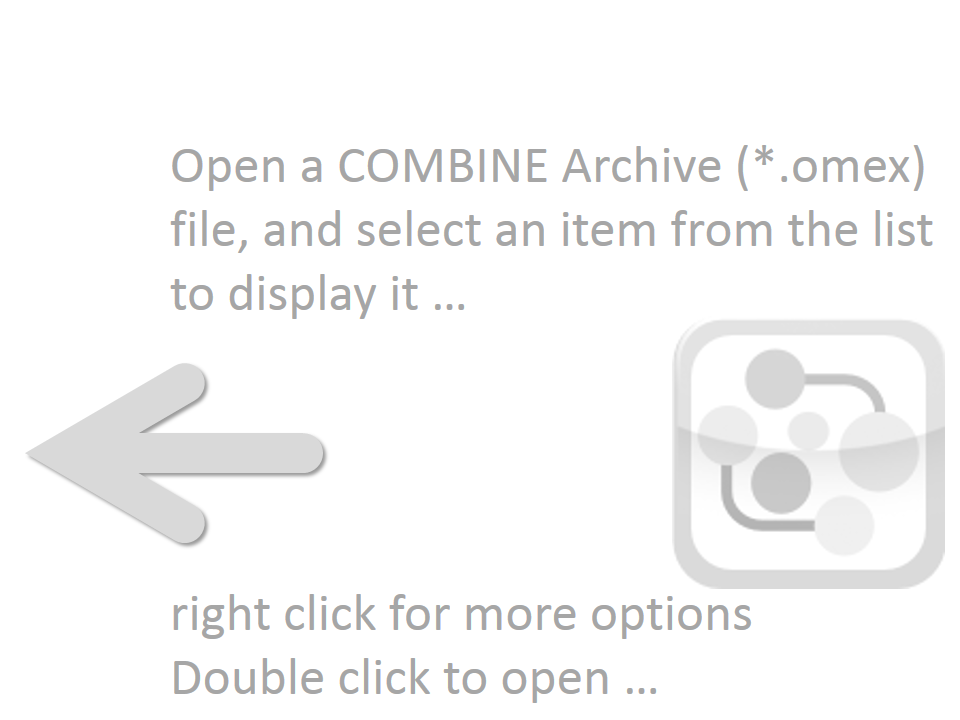 Open a COMBINE Archive (*.omex)
file, and select an item from the list
to display it …
right click for more options
Double click to open …